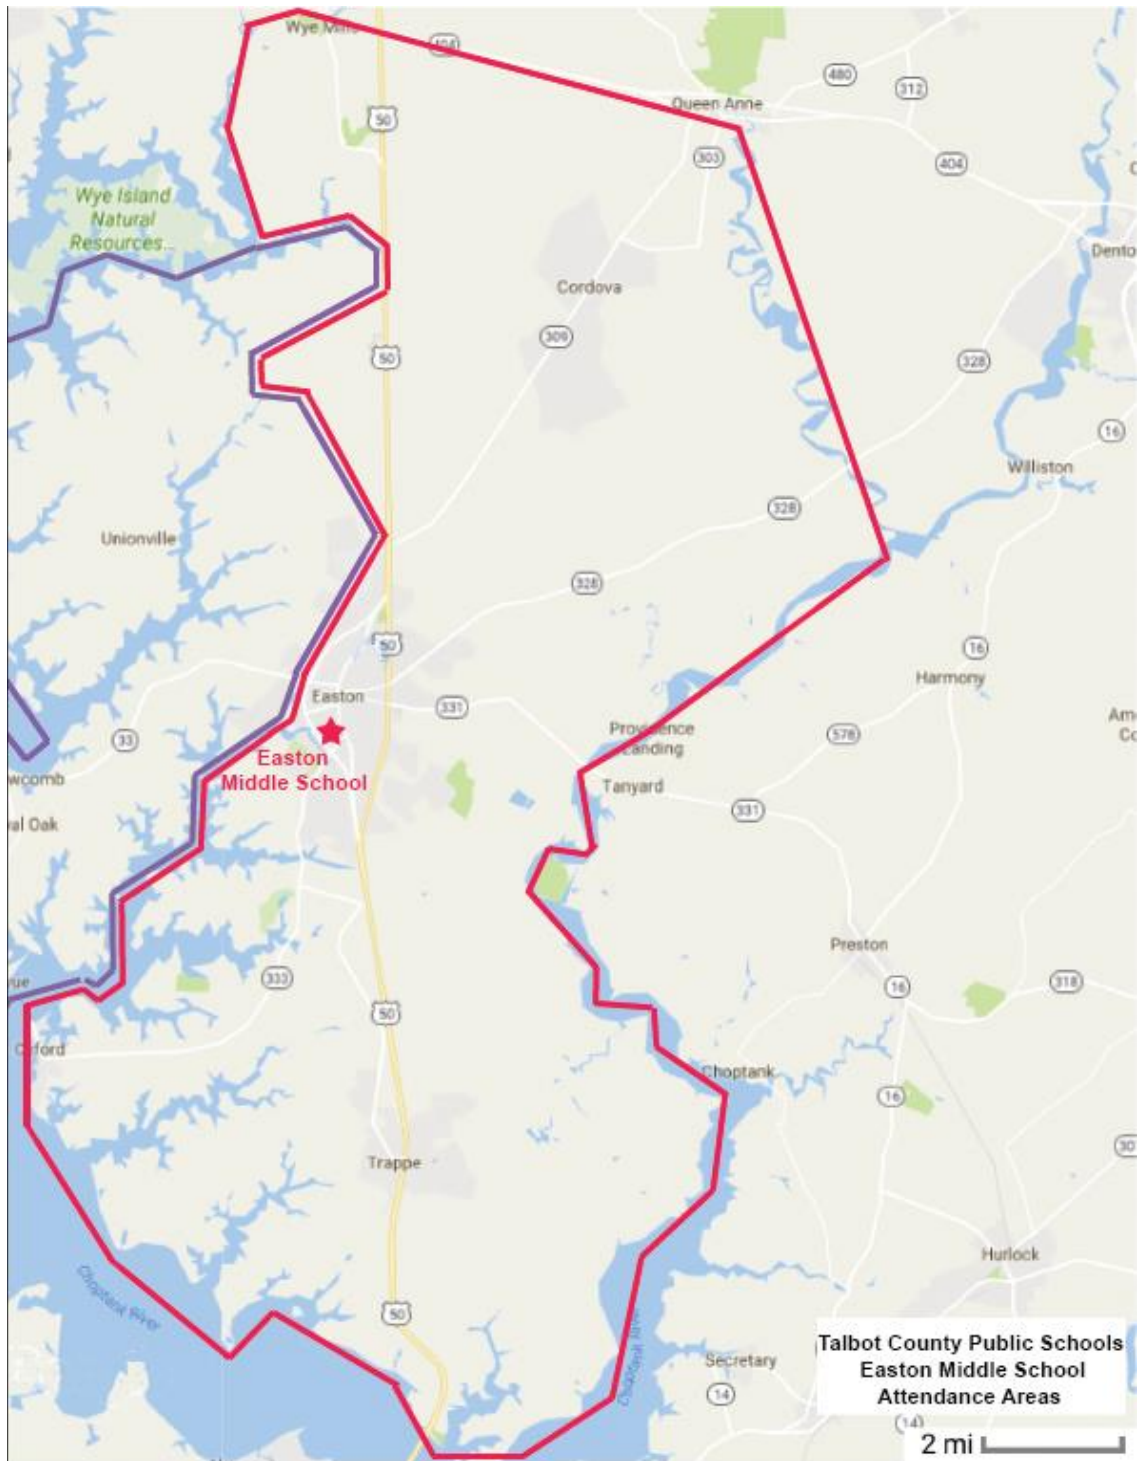 Wye Mills
404
480
312
50
Queen Anne
303
404
Wye Island
Natural
Resources...
Cordova
309
50
328
16
Williston
328
Unionville
328
50
16
Harmony
Easton
331
Providence
Landing
578
33
Easton
Middle School
Tanyard
331
Preston
333
16
318
50
Choptank
16
Trappe
Hurlock
Choptank River
50
Choptank River
Secretary
14
Talbot County Public Schools
Easton Middle School
Attendance Areas
14
2 mi